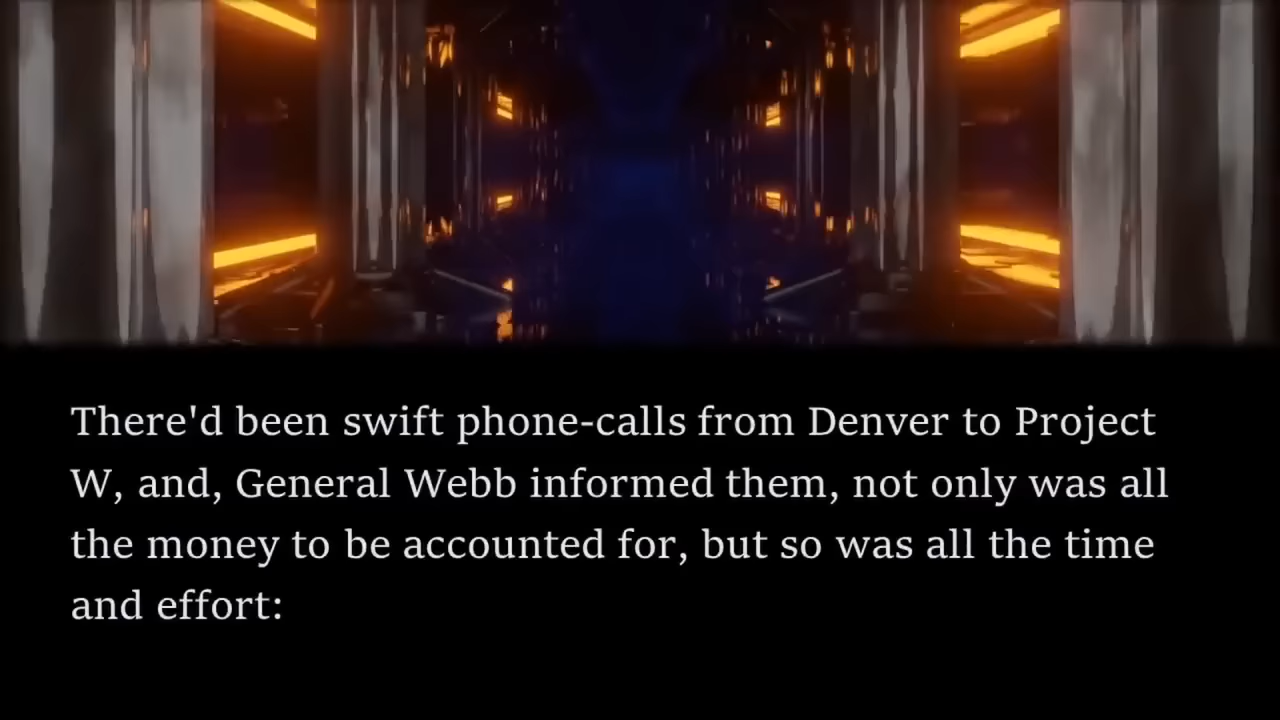 There'd been swift phone-calls from Denver to Project
W, and, General Webb informed them, not only was all
the money to be accounted for, but so was all the time
and effort: